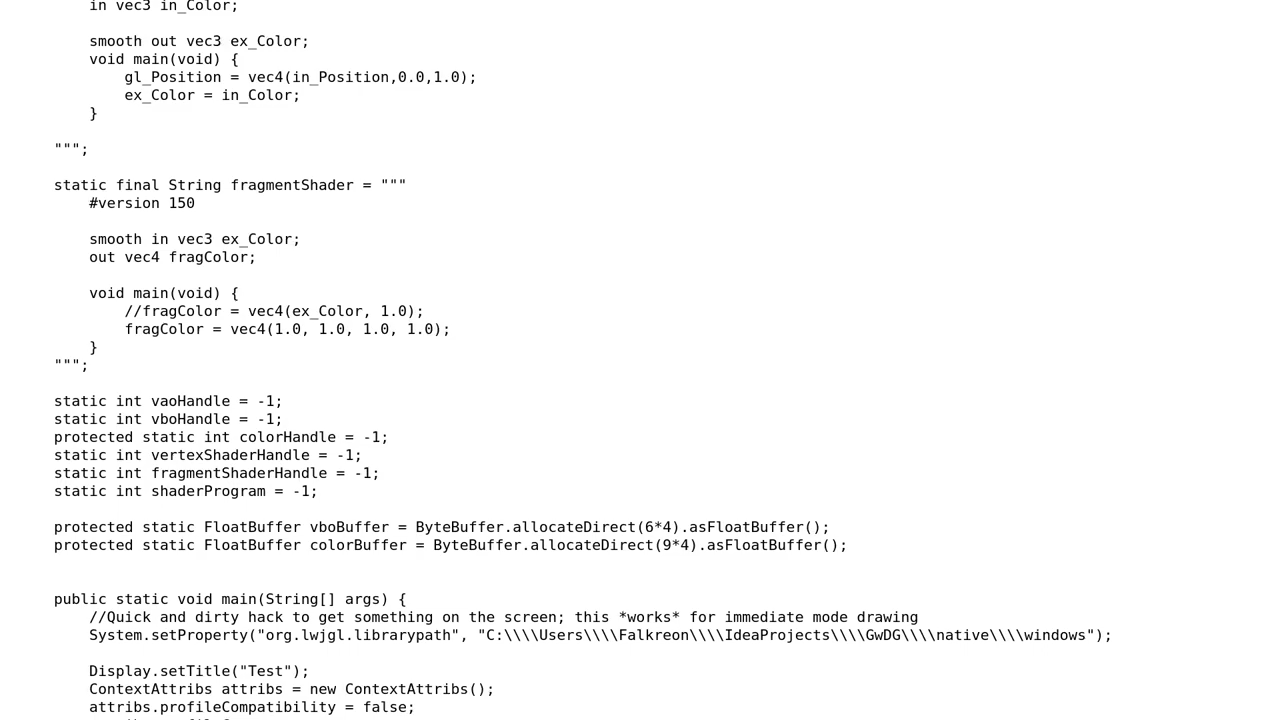 in vec3 in_Color;
smooth out vec3 ex_Color;
void main(void) {
gl_Position = vec4(in_Position,0.0,1.0);
ex_Color = in_Color;
}
""";
static final String fragmentShader = """
#version 150
smooth in vec3 ex_Color;
out vec4 fragColor;
void main(void) {
//fragColor = vec4(ex_Color, 1.0);
fragColor = vec4(1.0, 1.0, 1.0, 1.0);
}
""";
static int vaoHandle = -1;
static int vboHandle = -1;
protected static int colorHandle = -1;
static int vertexShaderHandle = -1;
static int fragmentShaderHandle = -1;
static int shaderProgram = -1;
protected static FloatBuffer vboBuffer = ByteBuffer.allocateDirect(6*4).asFloatBuffer();
protected static FloatBuffer colorBuffer = ByteBuffer.allocateDirect(9*4).asFloatBuffer();
public static void main(String[] args) {
//Quick and dirty hack to get something on the screen; this *works* for immediate mode drawing
System.setProperty("org.lwjgl.librarypath", "C:\\\\Users\\\\Falkreon\\\\IdeaProjects\\\\GwDG\\\\native\\\\windows");
Display.setTitle("Test");
ContextAttribs attribs = new ContextAttribs();
attribs.profileCompatibility = false;